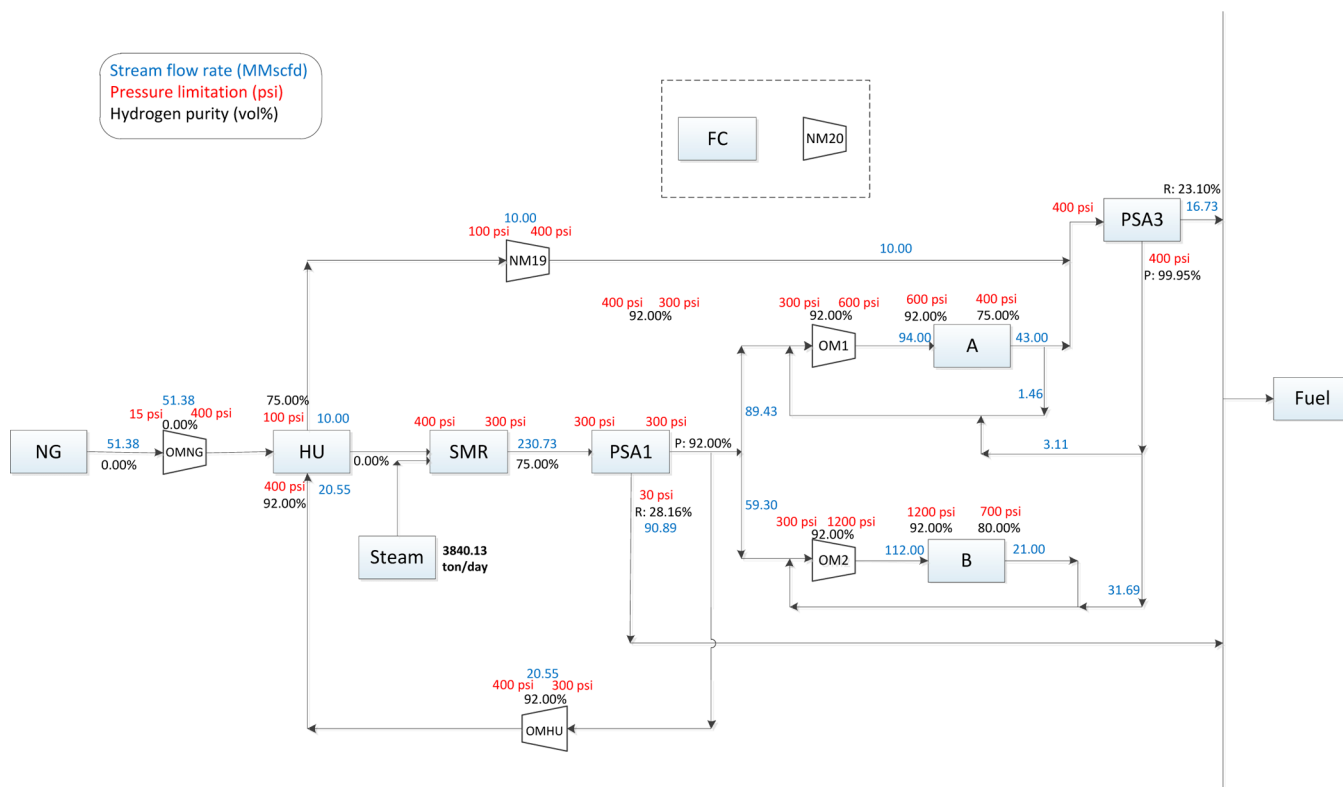 Stream flow rate (MMscfd)
Pressure limitation (psi)
Hydrogen purity (vol%)
FC
NM20
R: 23.10%
16.73
400 psi
PSA3
10.00
100 psi 400 psi
NM19
10.00
400 psi
P: 99.95%
400 psi 300 psi
92.00%
300 psi 600 psi
92.00%
OM1
600 psi 400 psi
92.00% 75.00%
94.00
A
43.00
1.46
89.43
3.11
Fuel
51.38
15 psi 400 psi
0.00%
NG
51.38
0.00%
OMNG
75.00%
100 psi
10.00
HU
0.00%
400 psi
92.00%
20.55
400 psi 300 psi
SMR
230.73
75.00%
300 psi 300 psi
PSA1
P: 92.00%
30 psi
R: 28.16%
90.89
Steam
3840.13
ton/day
59.30
300 psi 1200 psi
92.00%
OM2
112.00
1200 psi 700 psi
92.00% 80.00%
B
21.00
31.69
20.55
400 psi 300 psi
92.00%
OMHU